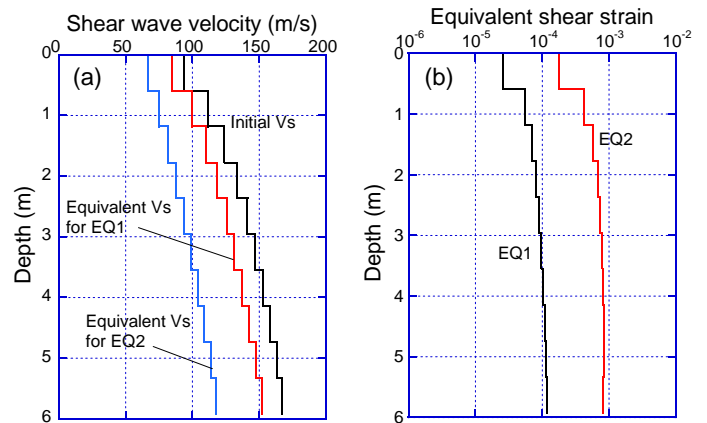 Shear wave velocity (m/s)
0 50 100 150 200
0
1
2
3
4
5
6
Depth (m)
(a)
Initial Vs
Equivalent Vs
for EQ1
Equivalent Vs
for EQ2
Equivalent shear strain
10-6 10-5 10-4 10-3 10-2
0
1
2
3
4
5
6
Depth (m)
(b)
EQ2
EQ1